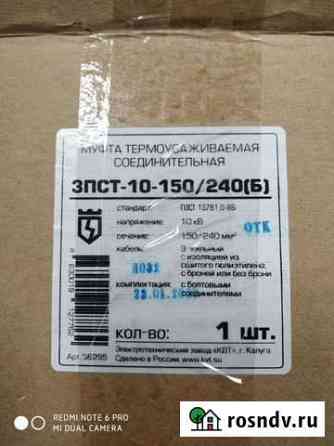 МУФТА ТЕРМОУСАЖИВАЕМАЯ
СОЕДИНИТЕЛЬНАЯ
3ПСТ-10-150/240(Б)
стандарт: ГОСТ 13781.0-86
напряжение: 10 кВ
сечение: 150/240 мм²
ОТК
кабель: 3-жильный
с изоляцией из
сшитого полиэтилена,
с броней или без брони
комплектация: с болтовыми
соединителями
КОЛ-ВО: 1 шт.
Электротехнический завод «КВТ», г. Калуга
Сделано в России www.kvt.su
REDMI NOTE 6 PRO
MI DUAL CAMERA
rosndv.ru